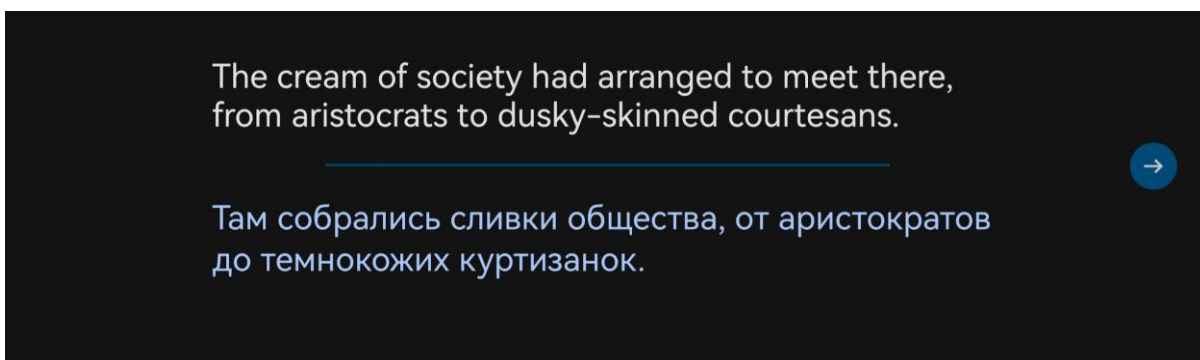 The cream of society had arranged to meet there,
from aristocrats to dusky-skinned courtesans.
Там собрались сливки общества, от аристократов
до темнокожих куртизанок.